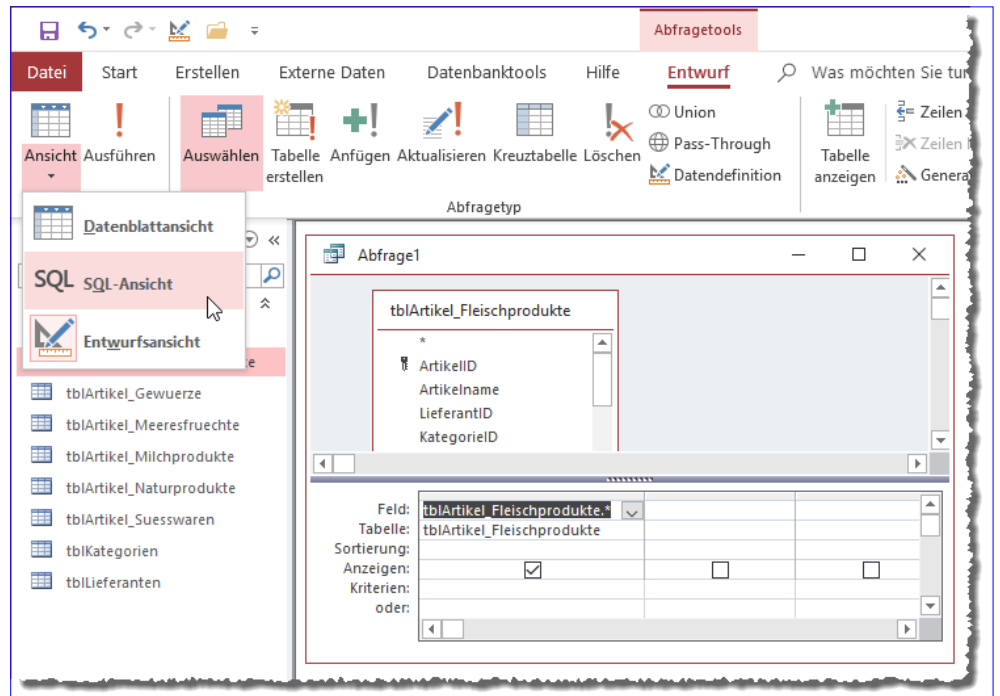 Abfragetools
Datei Start Erstellen Externe Daten Datenbanktools Hilfe Entwurf Was möchten Sie tun
Ansicht Ausführen Auswählen Tabelle erstellen Anfügen Aktualisieren Kreuztabelle Löschen
Union
Pass-Through
Datendefinition
Tabelle anzeigen
Zeilen
Zeilen
Genera
Abfragetyp
Datenblattansicht
SQL SQL-Ansicht
Entwurfsansicht
tblArtikel_Gewuerze
tblArtikel_Meeresfruechte
tblArtikel_Milchprodukte
tblArtikel_Naturprodukte
tblArtikel_Suesswaren
tblKategorien
tblLieferanten
Abfrage1
tblArtikel_Fleischprodukte
*
ArtikelID
Artikelname
LieferantID
KategorieID
Feld: tblArtikel_Fleischprodukte.*
Tabelle: tblArtikel_Fleischprodukte
Sortierung:
Anzeigen:
Kriterien:
oder: